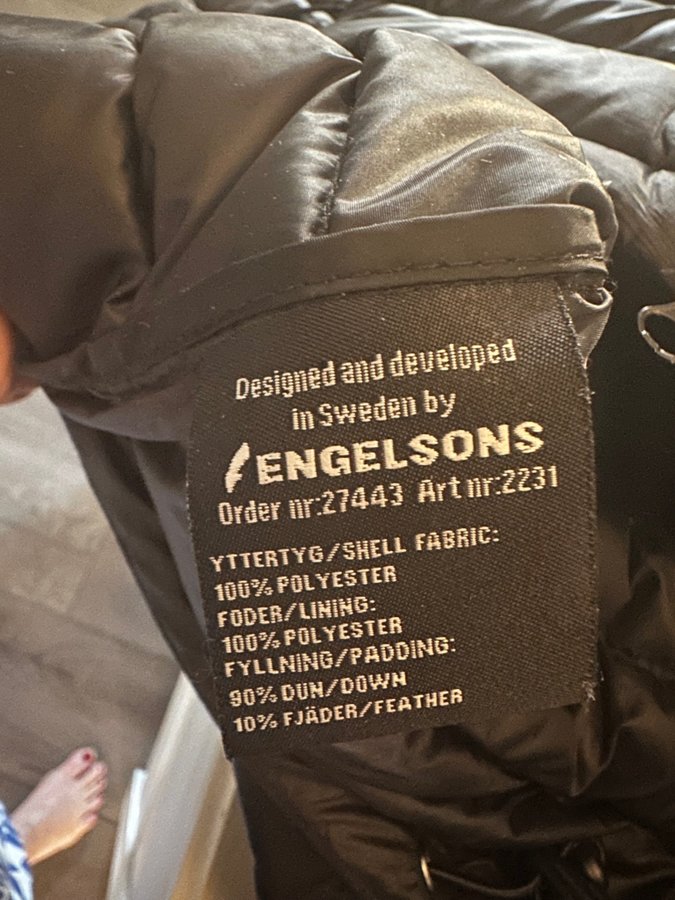 Designed and developed
in Sweden by
ENGELSONS
Order nr:27443 Art nr:2231
YTTERTYG/SHELL FABRIC:
100% POLYESTER
FODER/LINING:
100% POLYESTER
FYLLNING/PADDING:
90% DUN/DOWN
10% FJÄDER/FEATHER